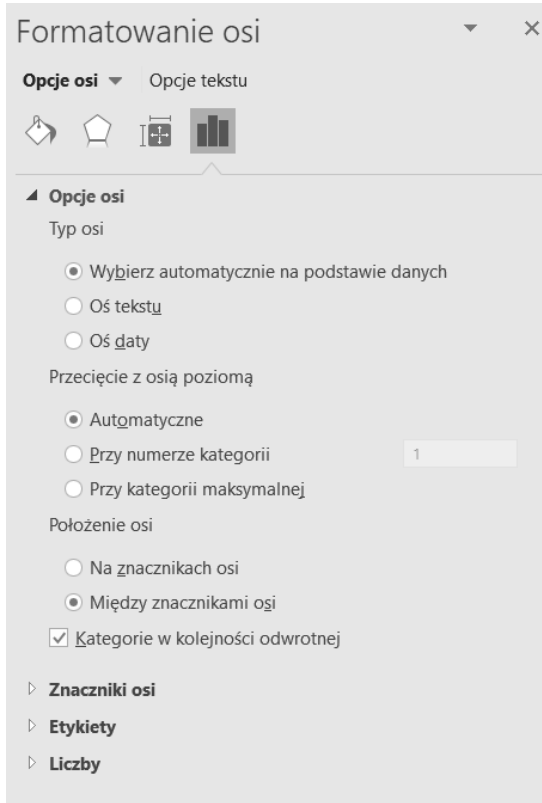 Formatowanie osi
Opcje osi Opcje tekstu
Opcje osi
Typ osi
Wybierz automatycznie na podstawie danych
Oś tekstu
Oś daty
Przecięcie z osią poziomą
Automatyczne
Przy numerze kategorii 1
Przy kategorii maksymalnej
Położenie osi
Na znacznikach osi
Między znacznikami osi
Kategorie w kolejności odwrotnej
Znaczniki osi
Etykiety
Liczby